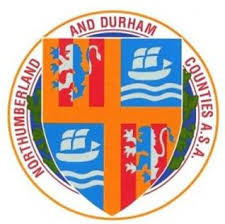 NORTHUMBERLAND
AND DURHAM
COUNTIES A.S.A.